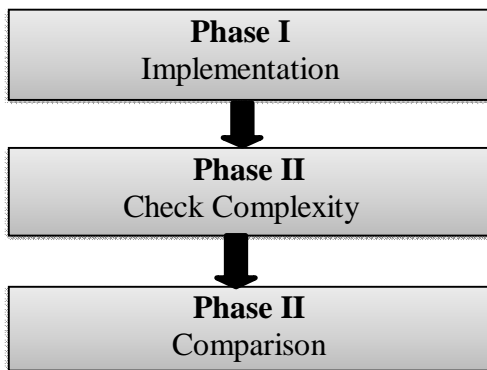 Phase I
Implementation
Phase II
Check Complexity
Phase II
Comparison